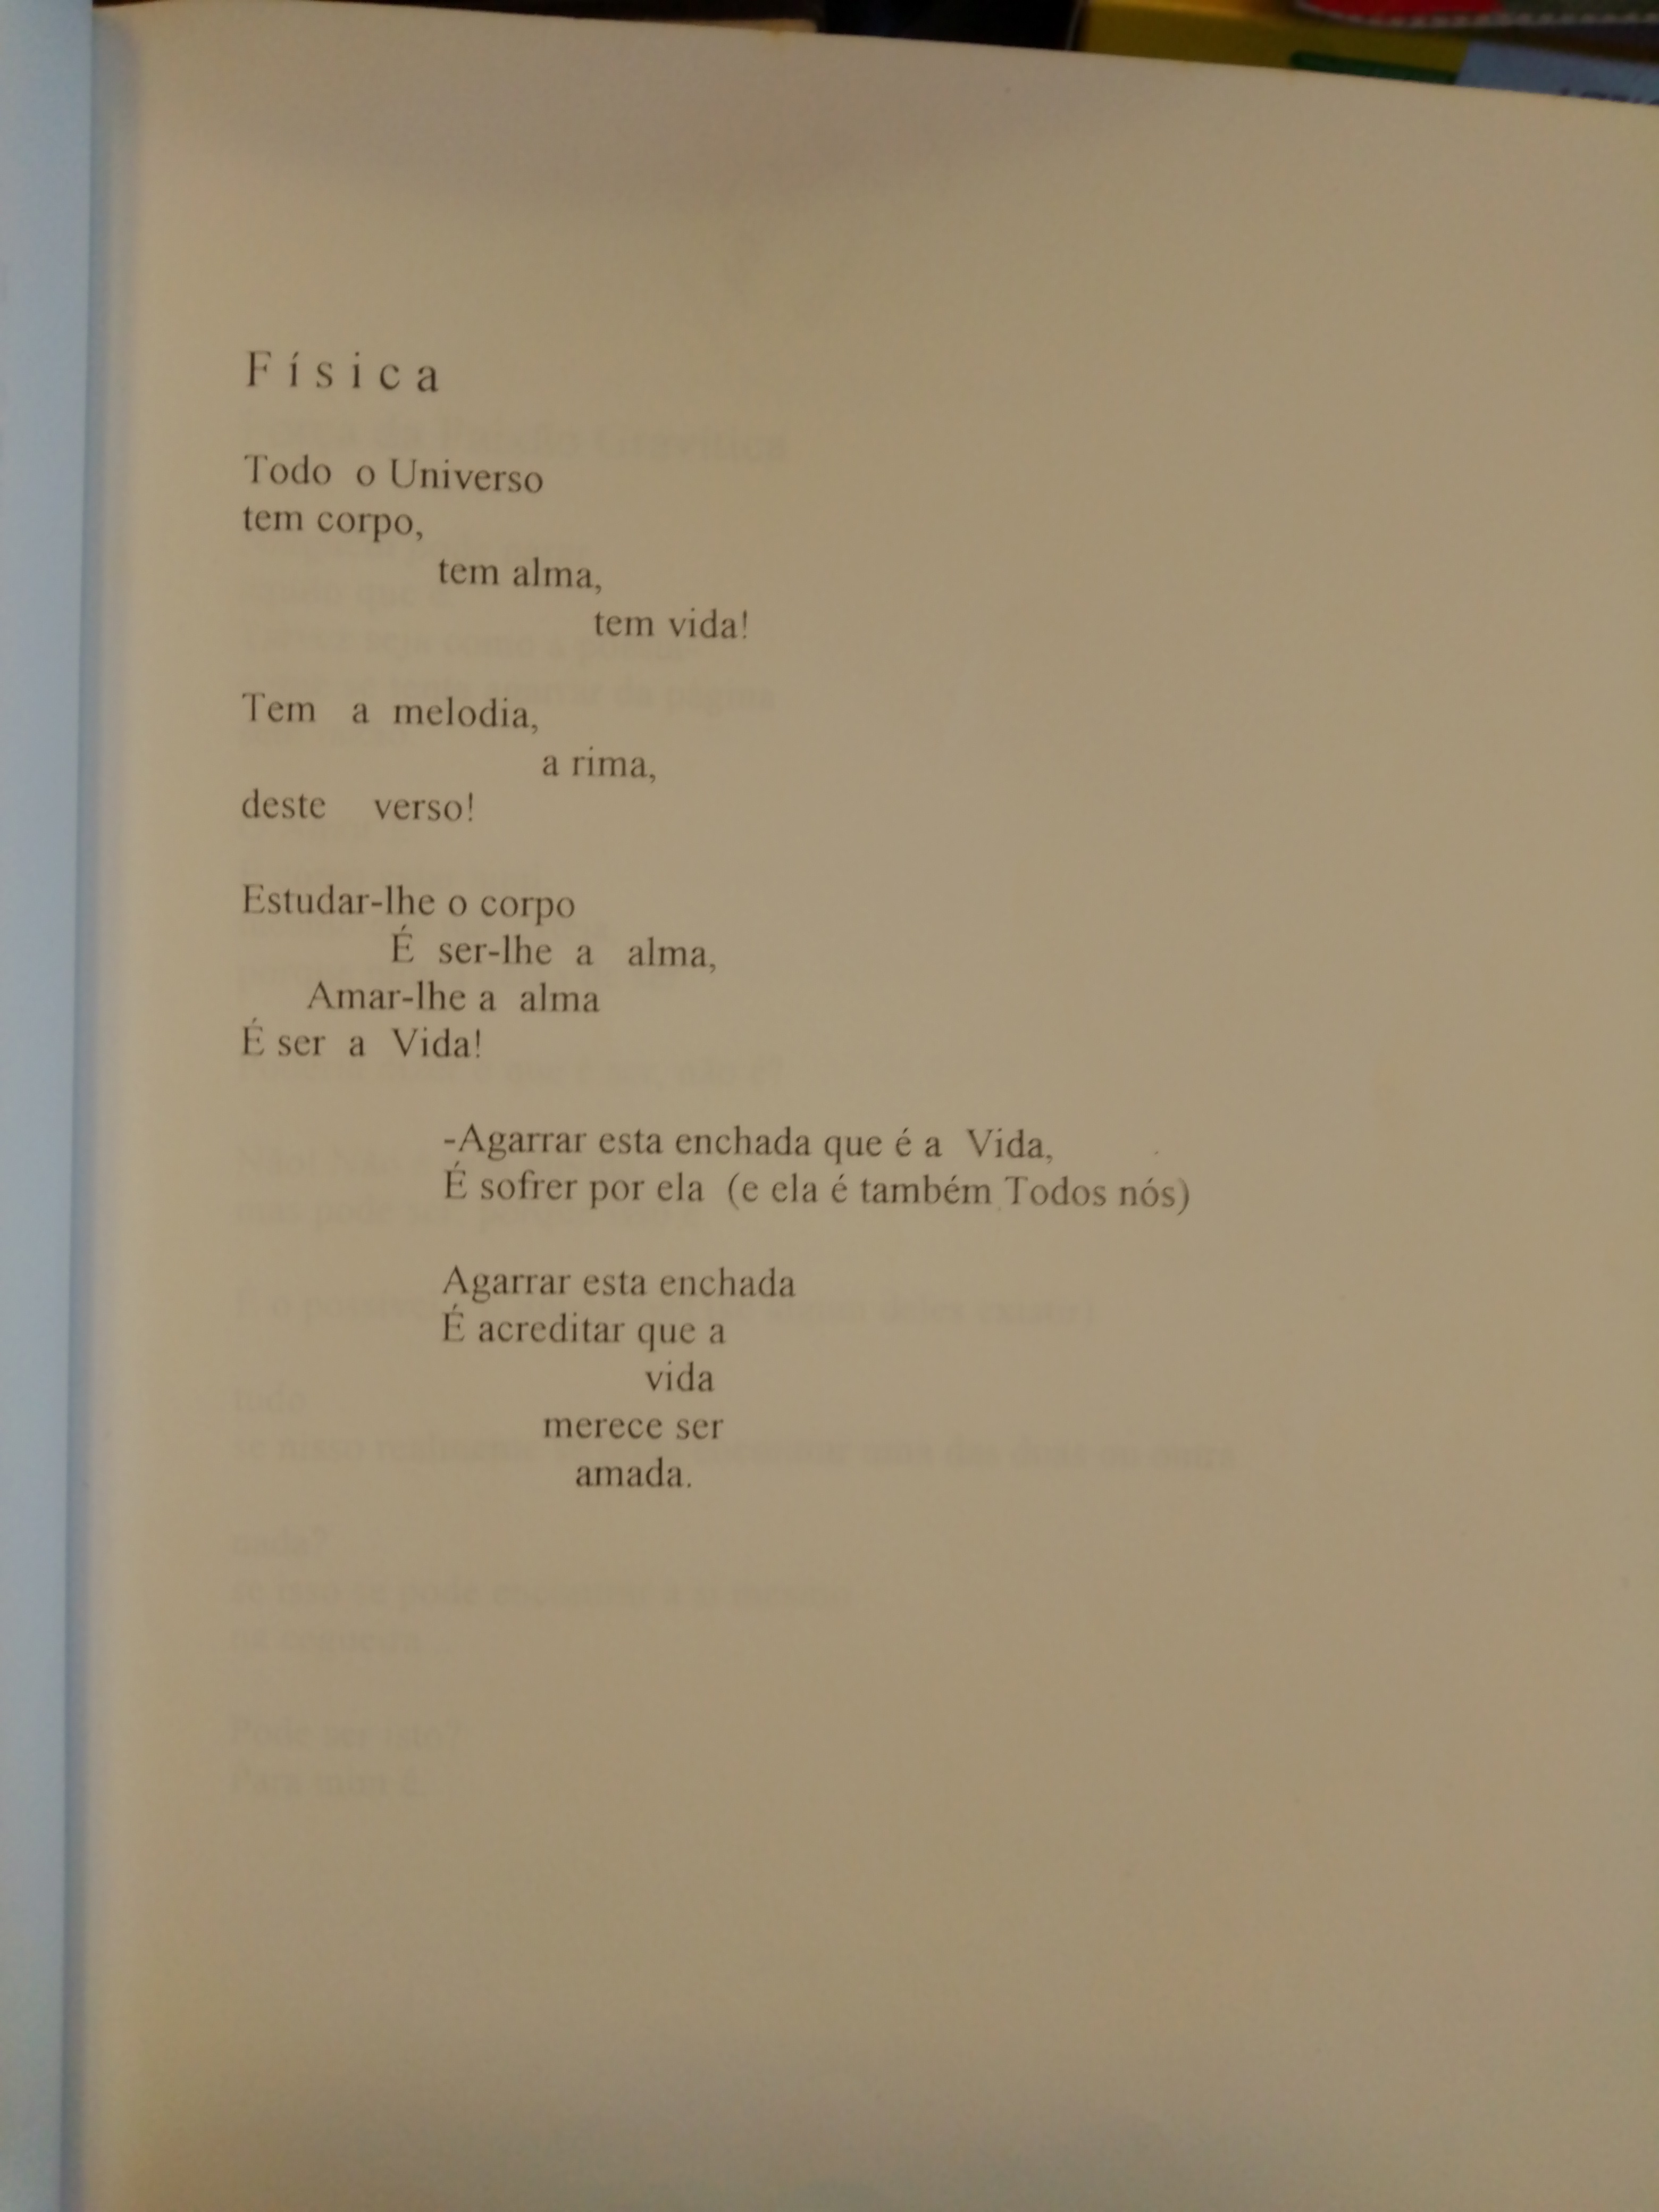 Física
Todo o Universo
tem corpo,
tem alma,
tem vida!
Tem a melodia,
a rima,
deste verso!
Estudar-lhe o corpo
É ser-lhe a alma,
Amar-lhe a alma
É ser a Vida!
-Agarrar esta enchada que é a Vida,
É sofrer por ela (e ela é também Todos nós)
Agarrar esta enchada
É acreditar que a
vida
merece ser
amada.